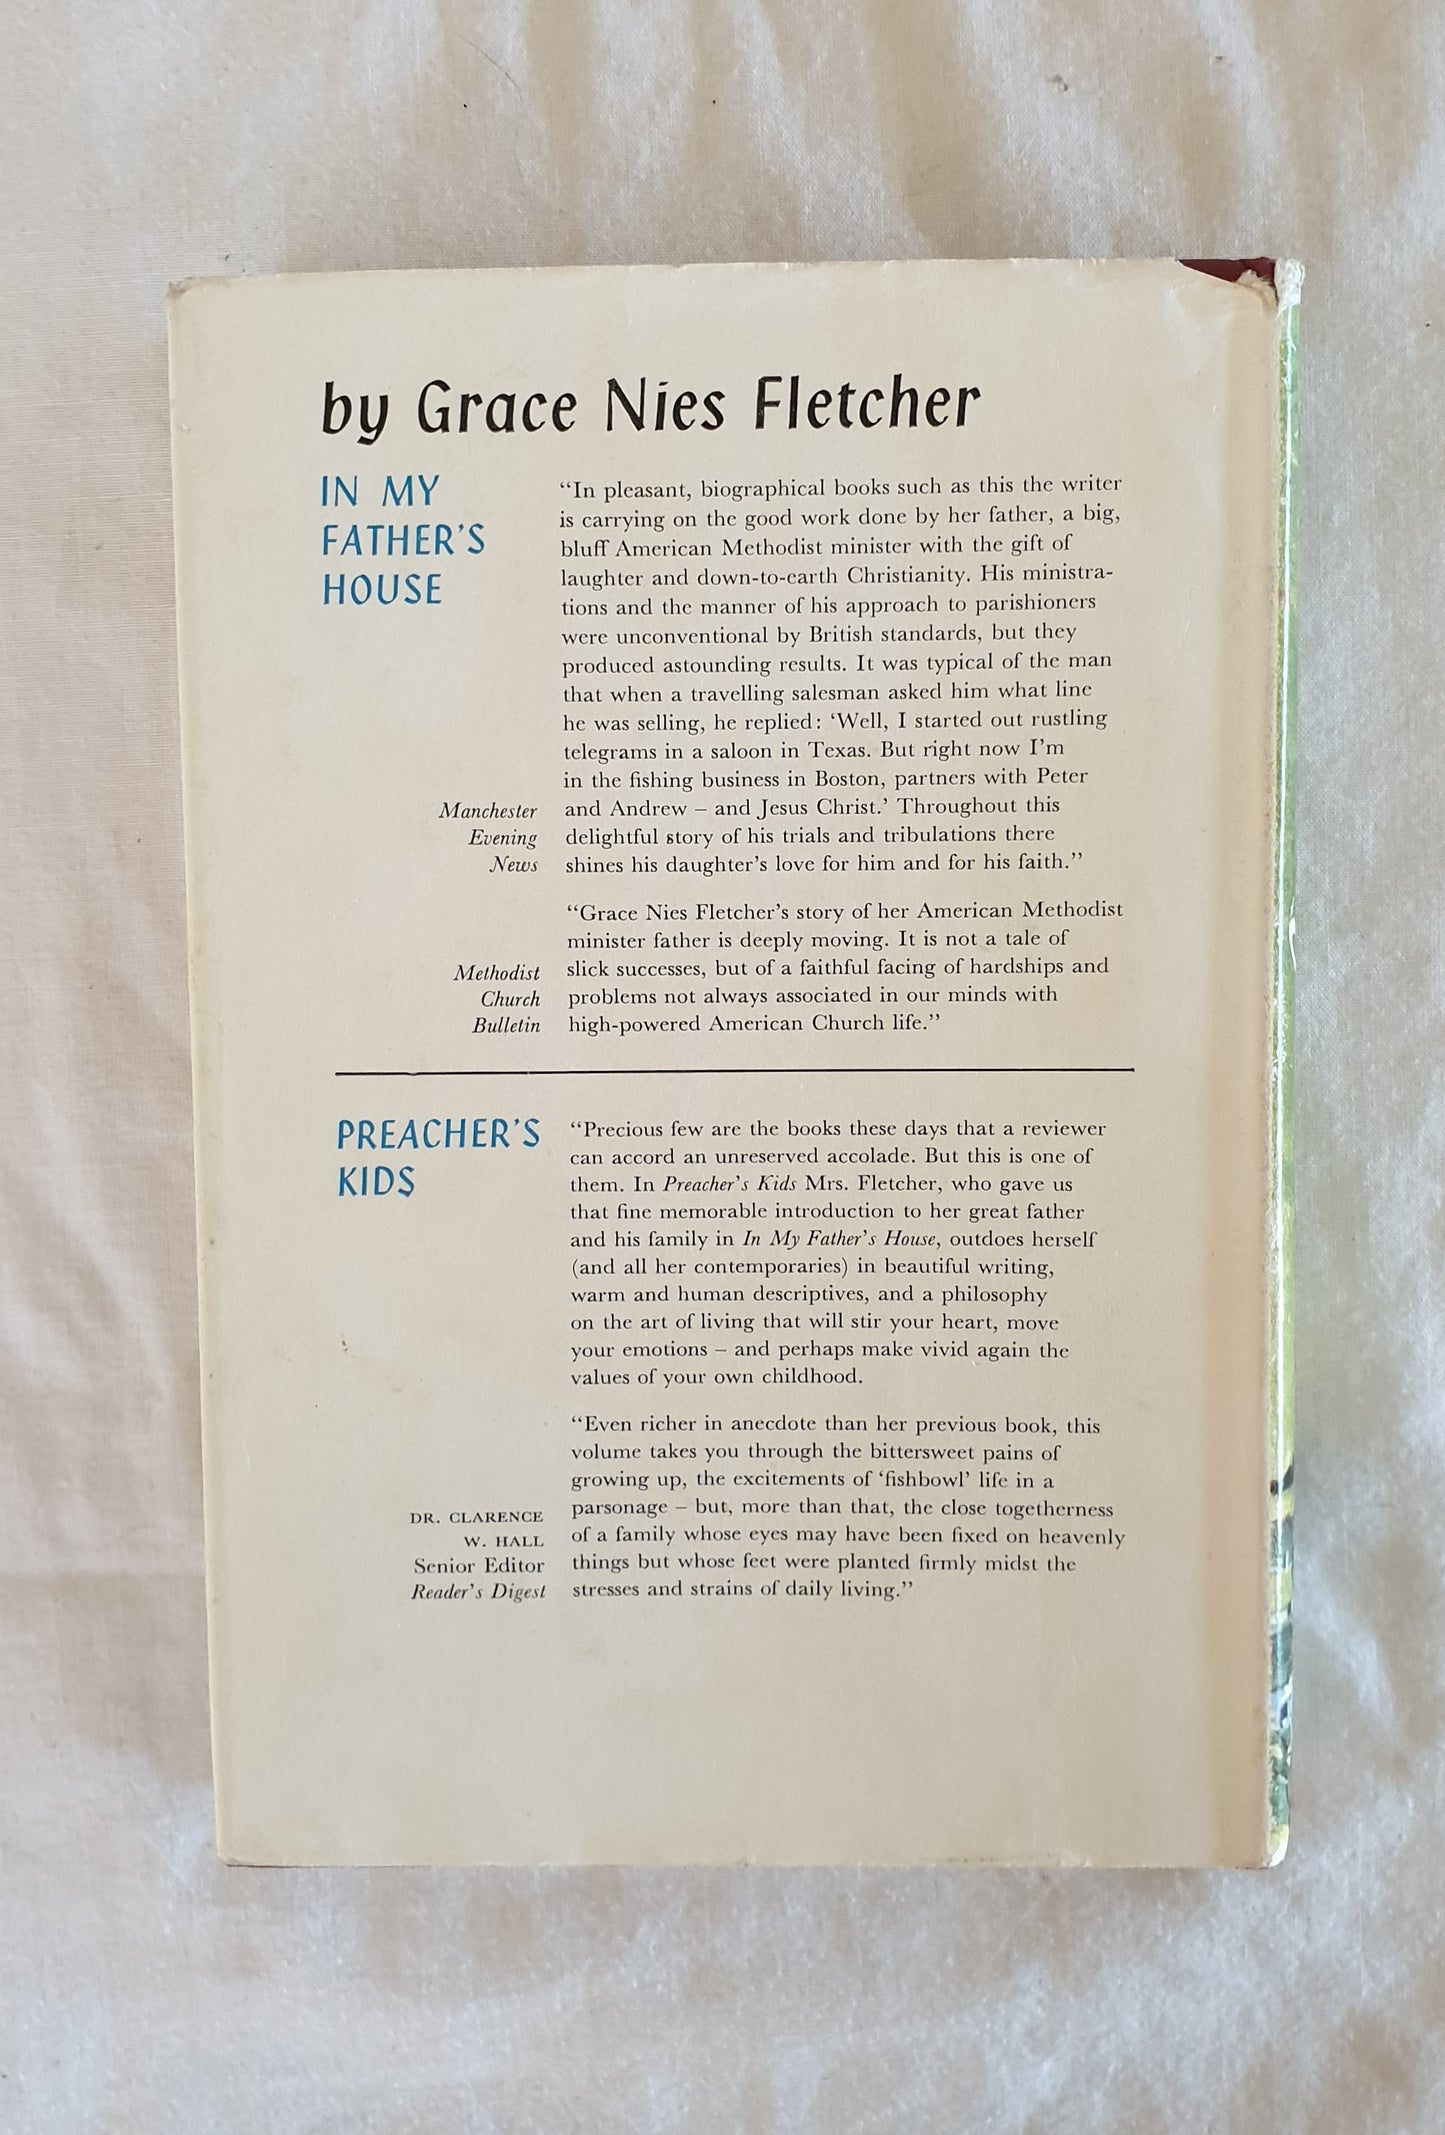 by Grace Nies Fletcher
IN MY
FATHER'S
HOUSE
“In pleasant, biographical books such as this the writer
is carrying on the good work done by her father, a big,
bluff American Methodist minister with the gift of
laughter and down-to-earth Christianity. His ministra-
tions and the manner of his approach to parishioners
were unconventional by British standards, but they
produced astounding results. It was typical of the man
that when a travelling salesman asked him what line
he was selling, he replied: ‘Well, I started out rustling
telegrams in a saloon in Texas. But right now I’m
in the fishing business in Boston, partners with Peter
and Andrew – and Jesus Christ.’ Throughout this
delightful story of his trials and tribulations there
shines his daughter’s love for him and for his faith.”
Manchester
Evening
News
“Grace Nies Fletcher’s story of her American Methodist
minister father is deeply moving. It is not a tale of
slick successes, but of a faithful facing of hardships and
problems not always associated in our minds with
high-powered American Church life.”
Methodist
Church
Bulletin
PREACHER'S
KIDS
“Precious few are the books these days that a reviewer
can accord an unreserved accolade. But this is one of
them. In Preacher’s Kids Mrs. Fletcher, who gave us
that fine memorable introduction to her great father
and his family in In My Father’s House, outdoes herself
(and all her contemporaries) in beautiful writing,
warm and human descriptives, and a philosophy
on the art of living that will stir your heart, move
your emotions – and perhaps make vivid again the
values of your own childhood.
“Even richer in anecdote than her previous book, this
volume takes you through the bittersweet pains of
growing up, the excitements of ‘fishbowl’ life in a
parsonage – but, more than that, the close togetherness
of a family whose eyes may have been fixed on heavenly
things but whose feet were planted firmly midst the
stresses and strains of daily living.”
DR. CLARENCE
W. HALL
Senior Editor
Reader’s Digest